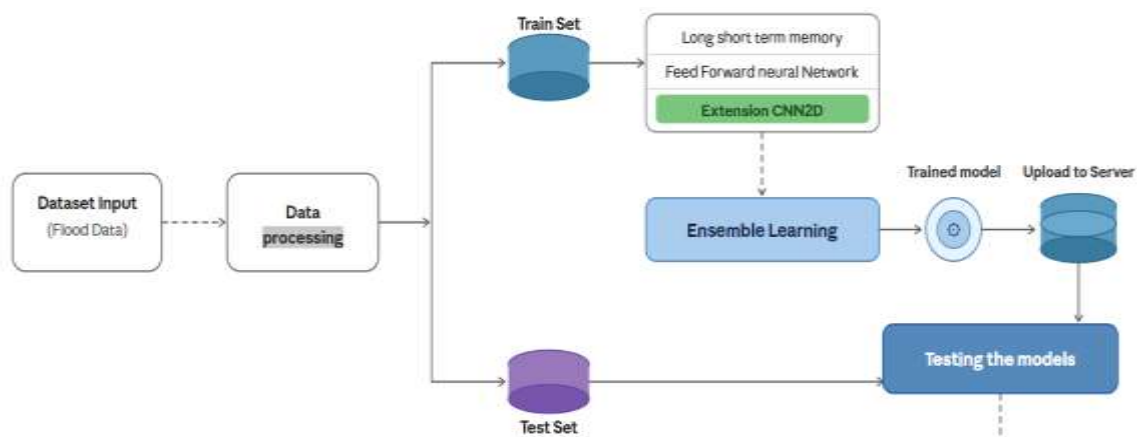 Train Set
Long short term memory
Feed Forward neural Network
Extension CNN2D
Dataset Input
(Flood Data)
Data
processing
Ensemble Learning
Trained model
Upload to Server
Testing the models
Test Set